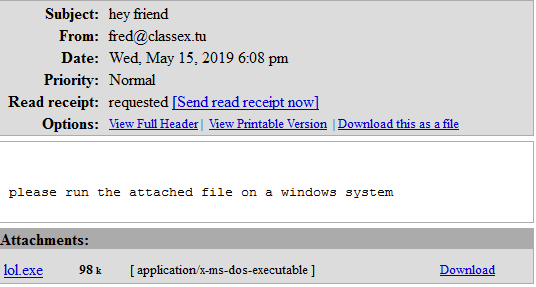 Subject: hey friend
From: fred@classex.tu
Date: Wed, May 15, 2019 6:08 pm
Priority: Normal
Read receipt: requested [Send read receipt now]
Options: View Full Header | View Printable Version | Download this as a file
please run the attached file on a windows system
Attachments:
lol.exe 98 k [ application/x-ms-dos-executable ] Download